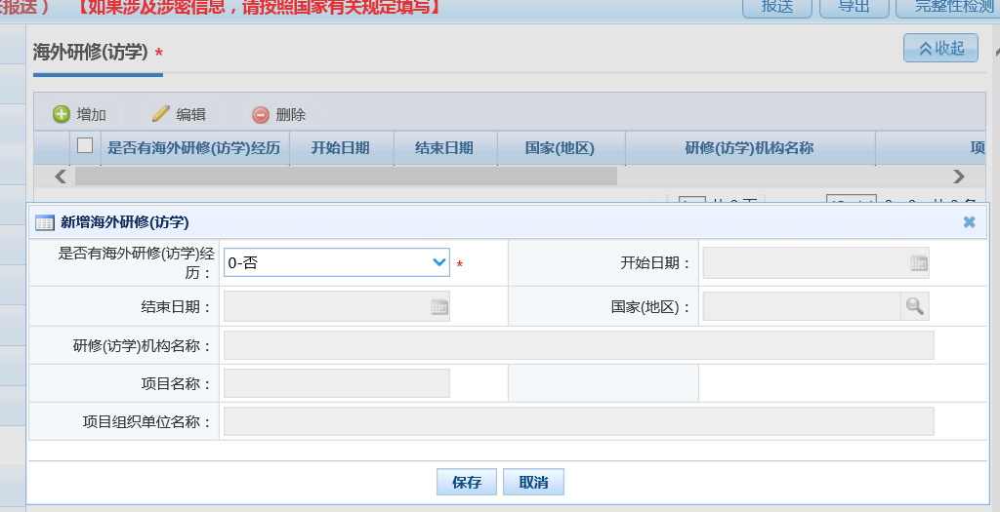 报送） 【如果涉及涉密信息，请按照国家有关规定填写】 报送 导出 完整性检测
海外研修(访学) * 收起
增加 编辑 删除
是否有海外研修(访学)经历 开始日期 结束日期 国家(地区) 研修(访学)机构名称 项
新增海外研修(访学)
是否有海外研修(访学)经
历： 0-否 * 开始日期：
结束日期： 国家(地区)：
研修(访学)机构名称：
项目名称：
项目组织单位名称：
保存 取消